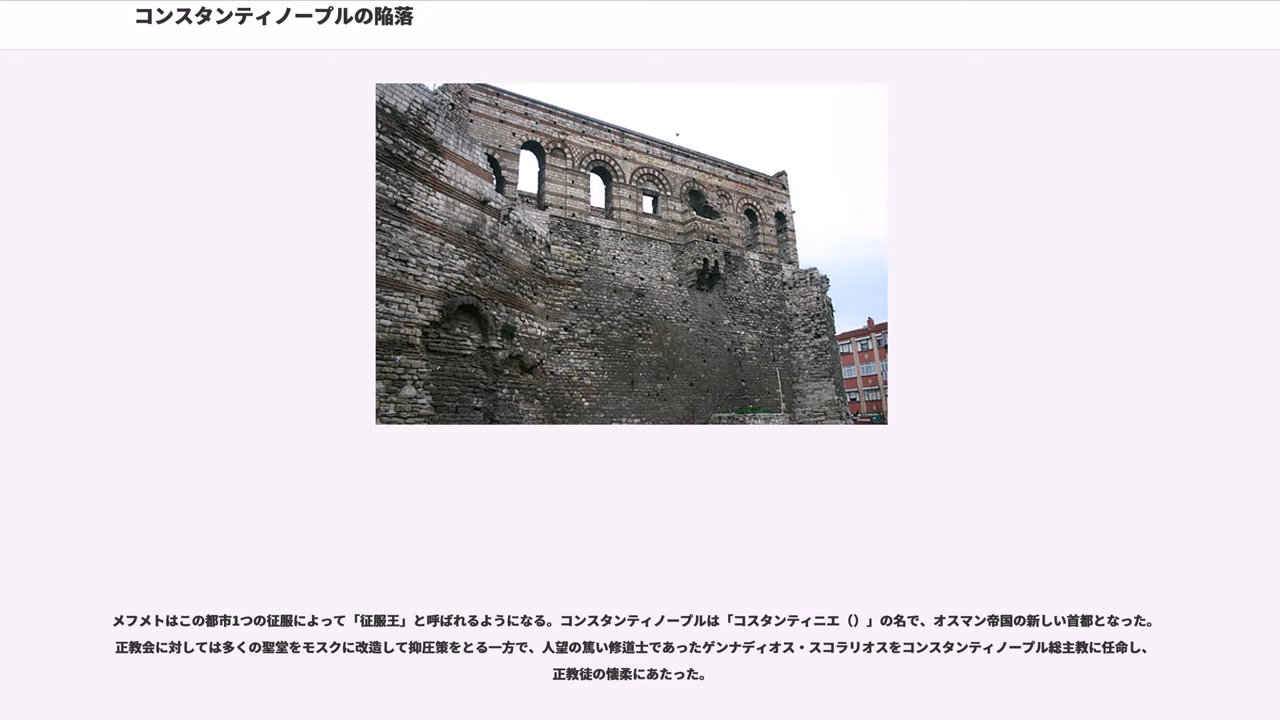 コンスタンティノープルの陥落
メフメトはこの都市1つの征服によって「征服王」と呼ばれるようになる。コンスタンティノープルは「コスタンティニエ（）」の名で、オスマン帝国の新しい首都となった。
正教会に対しては多くの聖堂をモスクに改造して抑圧策をとる一方で、人望の篤い修道士であったゲンナディオス・スコラリオスをコンスタンティノープル総主教に任命し、
正教徒の懐柔にあたった。